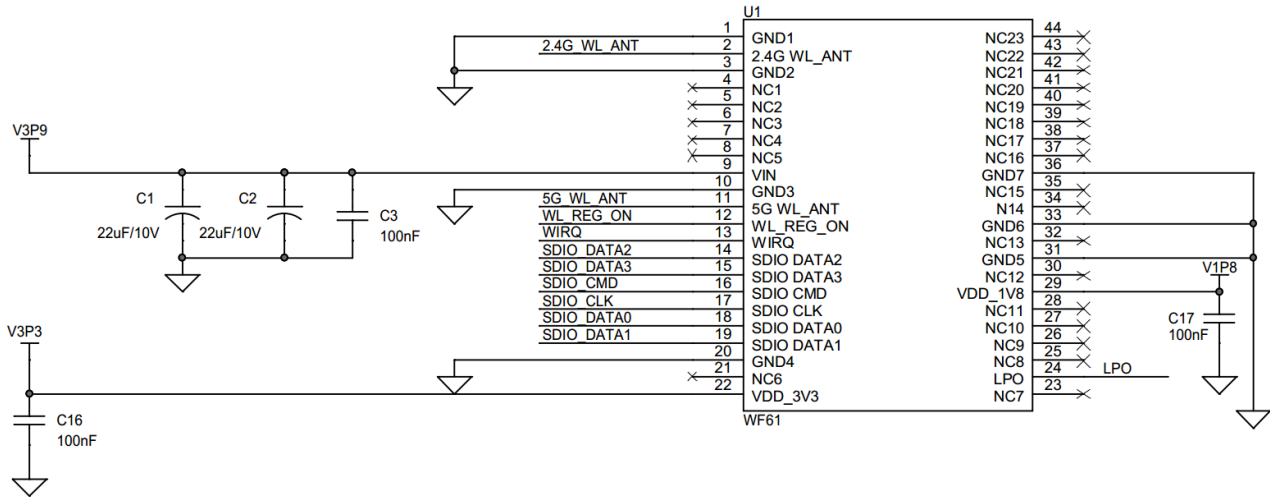 U1
1 GND1 NC23 44
2.4G_WL_ANT 2 2.4G WL_ANT NC22 43
3 GND2 NC21 42
4 NC1 NC20 41
5 NC2 NC19 40
6 NC3 NC18 39
7 NC4 NC17 38
8 NC5 NC16 37
V3P9
9 VIN GND7 36
10 GND3 NC15 35
5G_WL_ANT 11 5G WL_ANT N14 34
WL_REG_ON 12 WL_REG_ON GND6 33
WIRQ 13 WIRQ NC13 32
SDIO_DATA2 14 SDIO DATA2 GND5 31
SDIO_DATA3 15 SDIO DATA3 NC12 30
SDIO_CMD 16 SDIO CMD VDD_1V8 29
SDIO_CLK 17 SDIO CLK NC11 28
SDIO_DATA0 18 SDIO DATA0 NC10 27
SDIO_DATA1 19 SDIO DATA1 NC9 26
20 GND4 NC8 25
21 NC6 LPO 24 LPO
22 VDD_3V3 NC7 23
WF61
C1
22uF/10V
C2
22uF/10V
C3
100nF
V1P8
C17
100nF
V3P3
C16
100nF